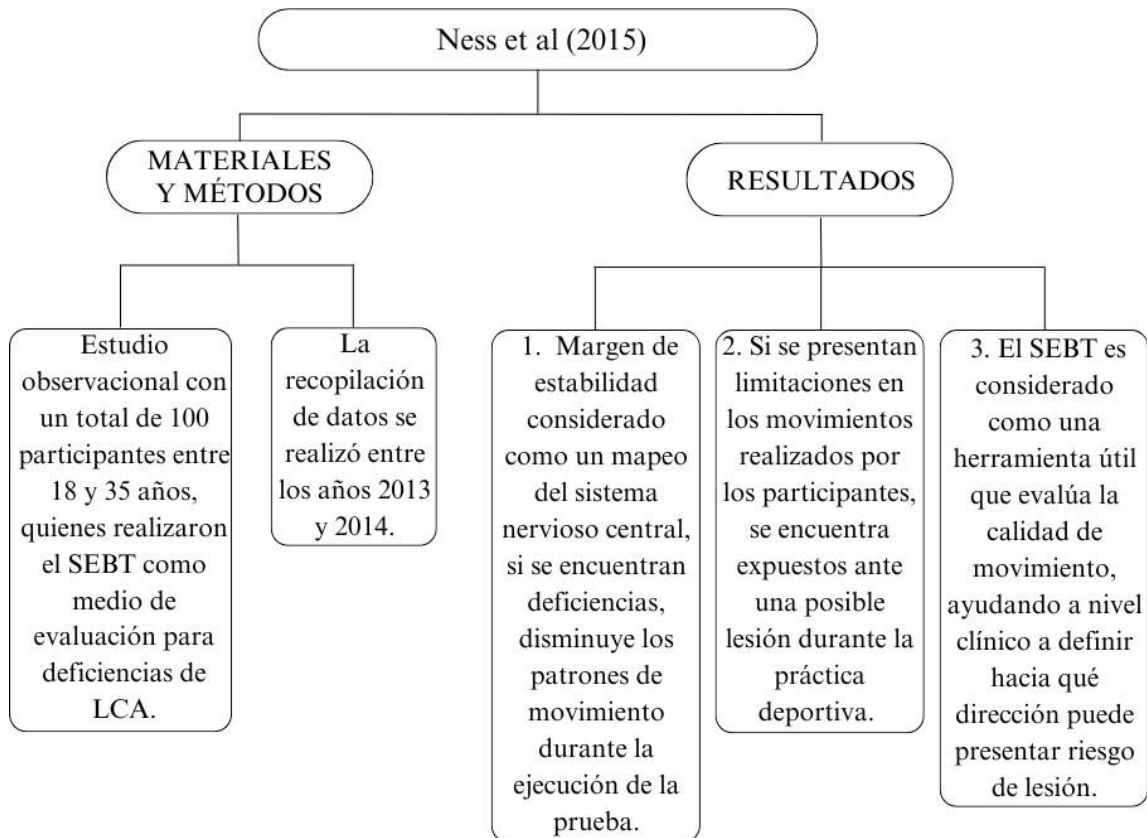 Ness et al (2015)
MATERIALES
Y MÉTODOS
Estudio
observacional con
un total de 100
participantes entre
18 y 35 años,
quienes realizaron
el SEBT como
medio de
evaluación para
deficiencias de
LCA.
La
recopilación
de datos se
realizó entre
los años 2013
y 2014.
RESULTADOS
1. Margen de
estabilidad
considerado
como un mapeo
del sistema
nervioso central,
si se encuentran
deficiencias,
disminuye los
patrones de
movimiento
durante la
ejecución de la
prueba.
2. Si se presentan
limitaciones en
los movimientos
realizados por
los participantes,
se encuentra
expuestos ante
una posible
lesión durante la
práctica
deportiva.
3. El SEBT es
considerado
como una
herramienta útil
que evalúa la
calidad de
movimiento,
ayudando a nivel
clínico a definir
hacia qué
dirección puede
presentar riesgo
de lesión.